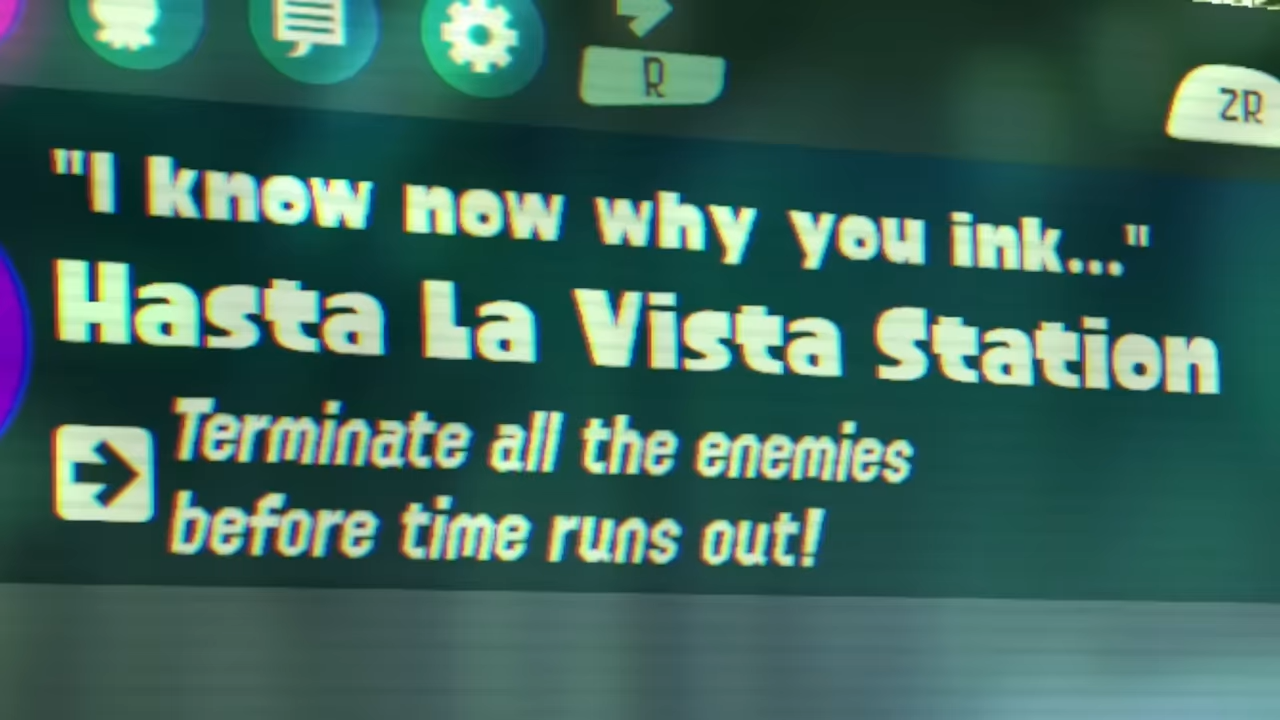 R
ZR
"I know now why you ink..."
Hasta La Vista Station
Terminate all the enemies
before time runs out!